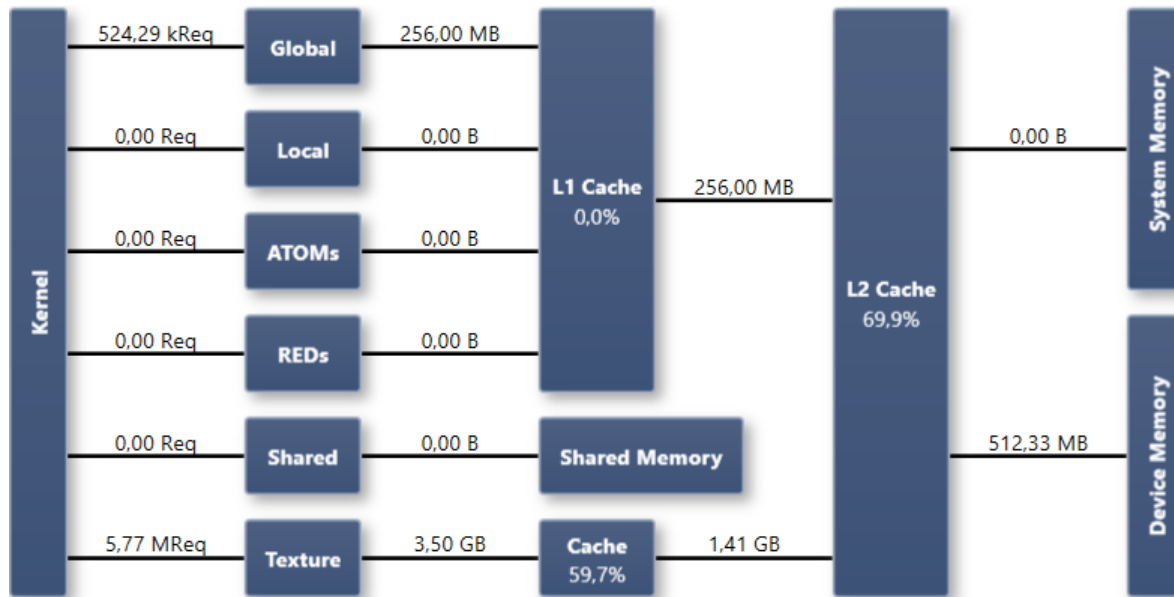 Kernel
524,29 kReq
Global
256,00 MB
0,00 Req
Local
0,00 B
0,00 Req
ATOMs
0,00 B
0,00 Req
REDs
0,00 B
0,00 Req
Shared
0,00 B
Shared Memory
5,77 MReq
Texture
3,50 GB
Cache
59,7%
1,41 GB
L1 Cache
0,0%
256,00 MB
L2 Cache
69,9%
0,00 B
System Memory
512,33 MB
Device Memory